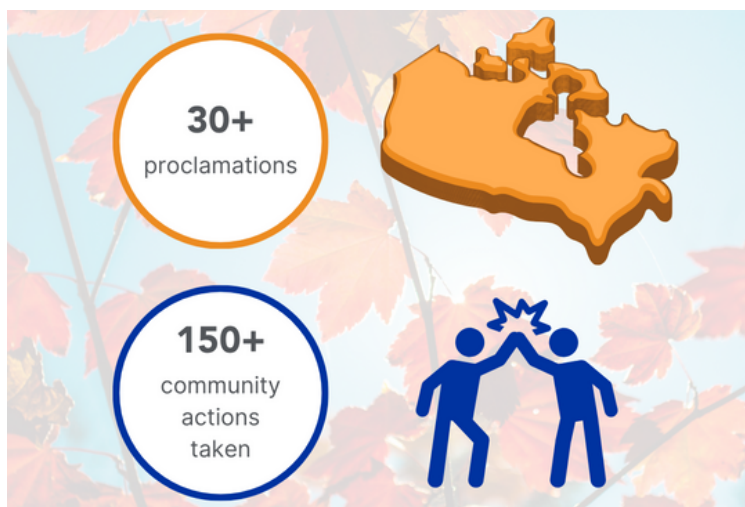 30+
proclamations
150+
community
actions
taken